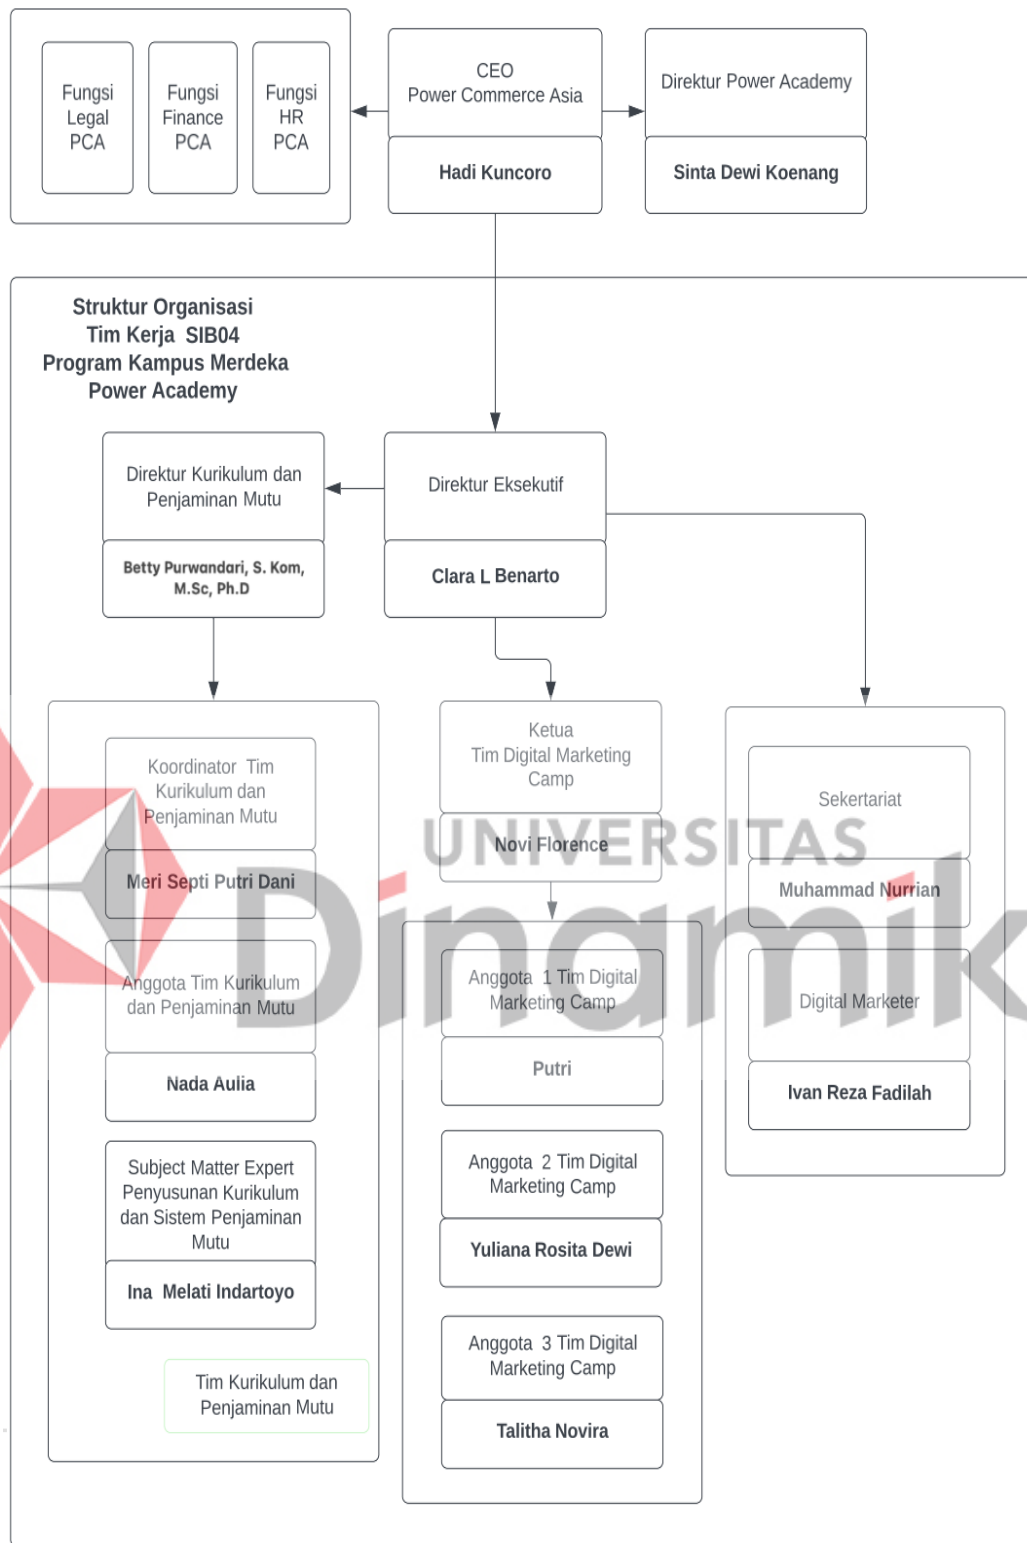 Fungsi
Legal
PCA
Fungsi
Finance
PCA
Fungsi
HR
PCA
CEO
Power Commerce Asia
Hadi Kuncoro
Direktur Power Academy
Sinta Dewi Koenang
Struktur Organisasi
Tim Kerja SIB04
Program Kampus Merdeka
Power Academy
Direktur Kurikulum dan
Penjaminan Mutu
Betty Purwandari, S. Kom,
M.Sc, Ph.D
Direktur Eksekutif
Clara L Benarto
Koordinator Tim
Kurikulum dan
Penjaminan Mutu
Meri Septi Putri Dani
Anggota Tim Kurikulum
dan Penjaminan Mutu
Nada Aulia
Subject Matter Expert
Penyusunan Kurikulum
dan Sistem Penjaminan
Mutu
Ina Melati Indartoyo
Tim Kurikulum dan
Penjaminan Mutu
Ketua
Tim Digital Marketing
Camp
Novi Florence
Anggota 1 Tim Digital
Marketing Camp
Putri
Anggota 2 Tim Digital
Marketing Camp
Yuliana Rosita Dewi
Anggota 3 Tim Digital
Marketing Camp
Talitha Novira
Sekertariat
Muhammad Nurrian
Digital Marketer
Ivan Reza Fadilah
UNIVERSITAS
Dinamik